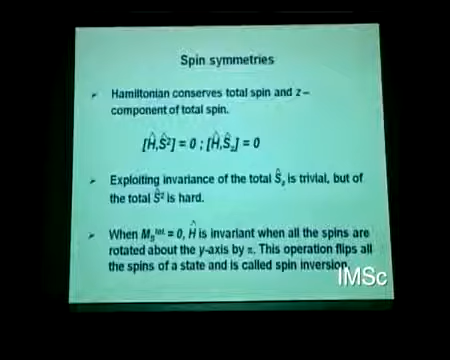 Spin symmetries
➤ Hamiltonian conserves total spin and z –
component of total spin.
[Ĥ,Ŝ²] = 0 ; [Ĥ,Ŝz] = 0
➤ Exploiting invariance of the total Ŝz is trivial, but of
the total Ŝ² is hard.
➤ When Mₛᵗᵒᵗ· = 0, Ĥ is invariant when all the spins are
rotated about the y-axis by π. This operation flips all
the spins of a state and is called spin inversion.
IMSc